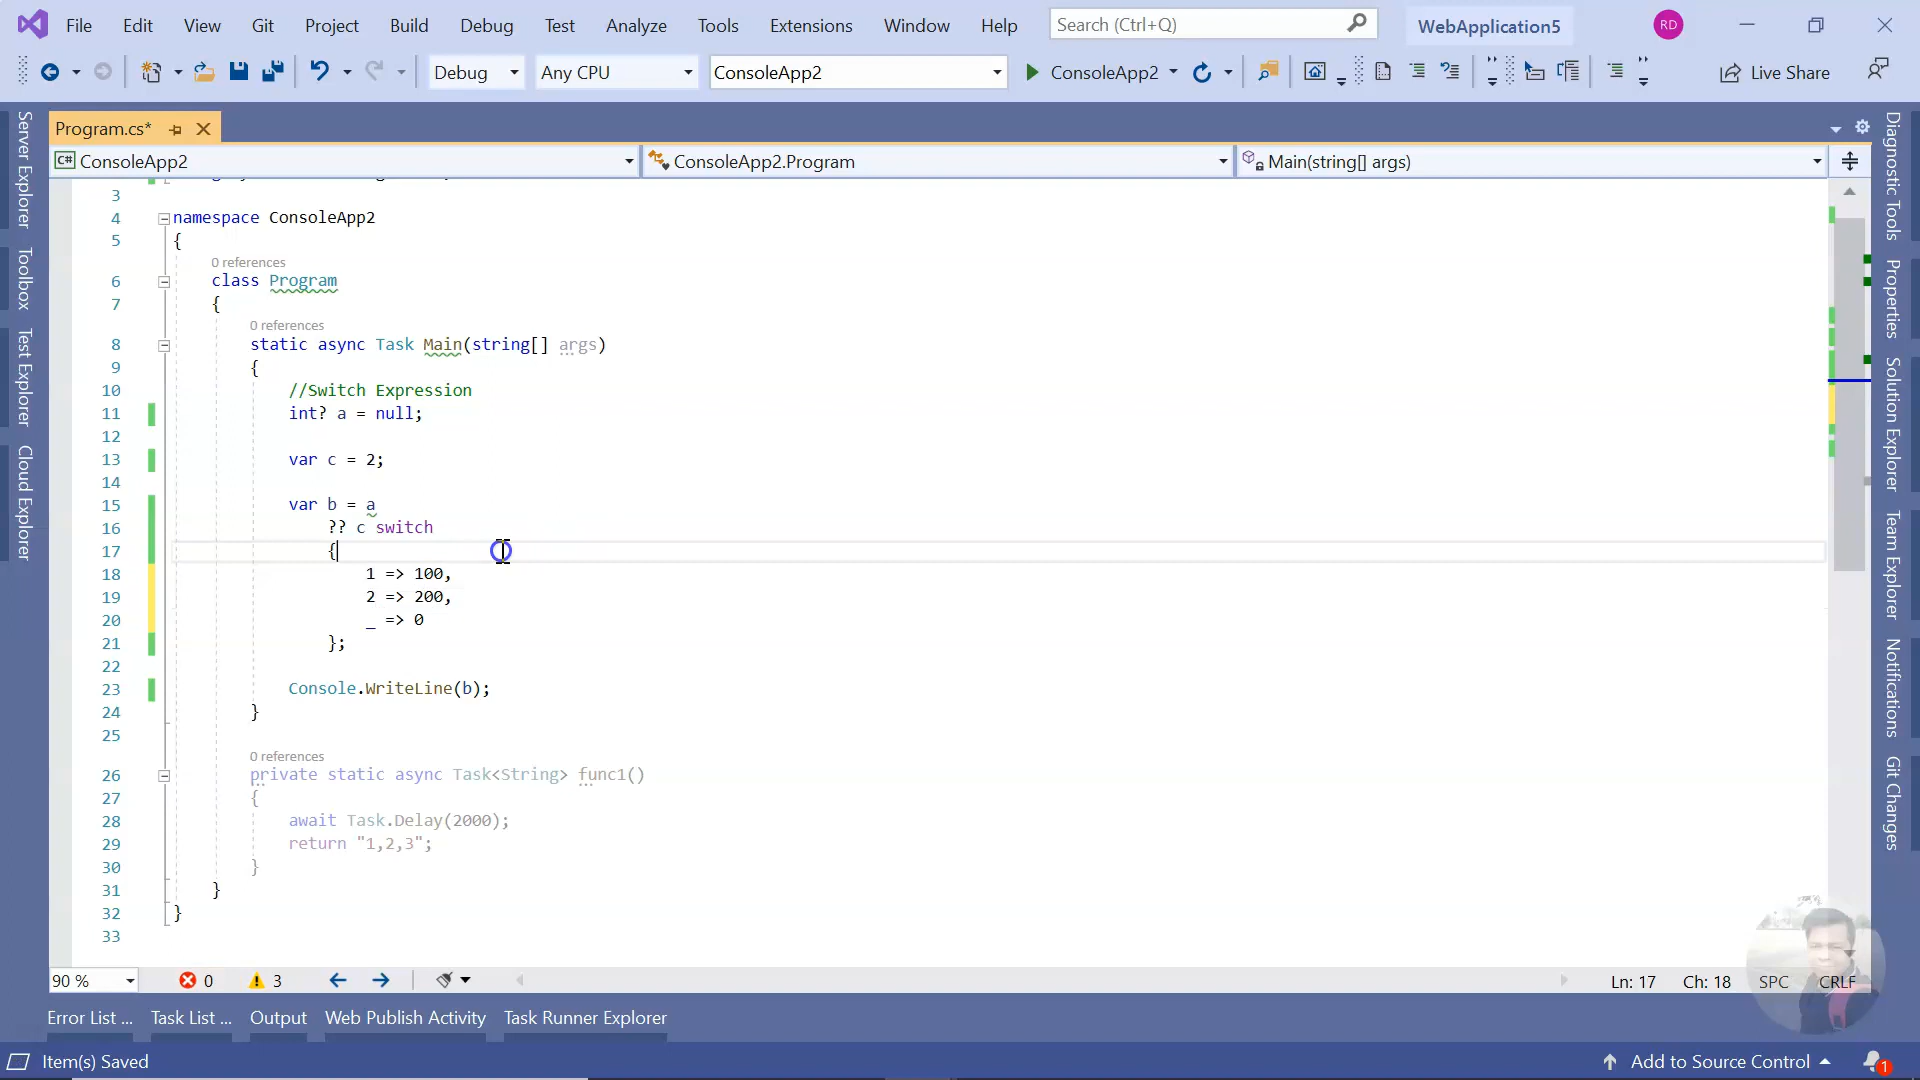 File Edit View Git Project Build Debug Test Analyze Tools Extensions Window Help Search (Ctrl+Q) WebApplication5 RD
Debug Any CPU ConsoleApp2 ConsoleApp2 Live Share
Program.cs*
C# ConsoleApp2 ConsoleApp2.Program Main(string[] args)
Server Explorer
Toolbox
Test Explorer
Cloud Explorer
3
4 namespace ConsoleApp2
5 {
0 references
6 class Program
7 {
0 references
8 static async Task Main(string[] args)
9 {
10 //Switch Expression
11 int? a = null;
12
13 var c = 2;
14
15 var b = a
16 ?? c switch
17 {
18 1 => 100,
19 2 => 200,
20 _ => 0
21 };
22
23 Console.WriteLine(b);
24 }
25
0 references
26 private static async Task<String> func1()
27 {
28 await Task.Delay(2000);
29 return "1,2,3";
30 }
31 }
32 }
33
Diagnostic Tools
Properties
Solution Explorer
Team Explorer
Notifications
Git Changes
90 % 0 3 Ln: 17 Ch: 18 SPC CRLF
Error List ... Task List ... Output Web Publish Activity Task Runner Explorer
Item(s) Saved Add to Source Control 1